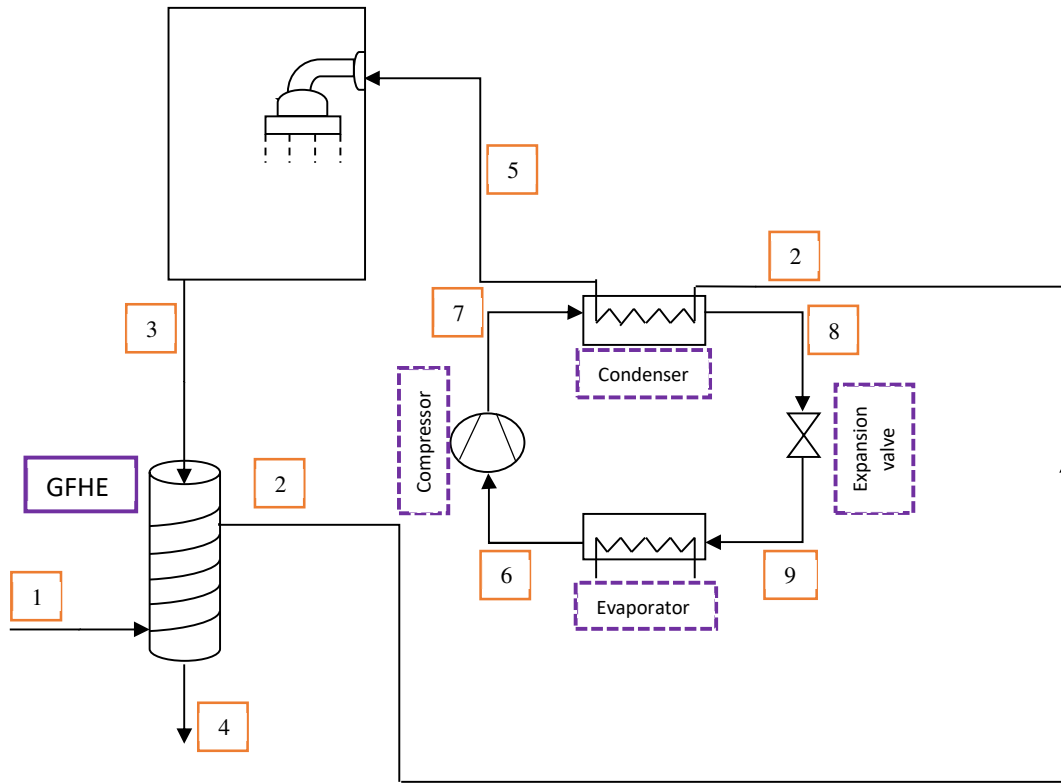 5
2
3
7
8
Condenser
Compressor
Expansion
valve
GFHE
2
6
9
1
Evaporator
4